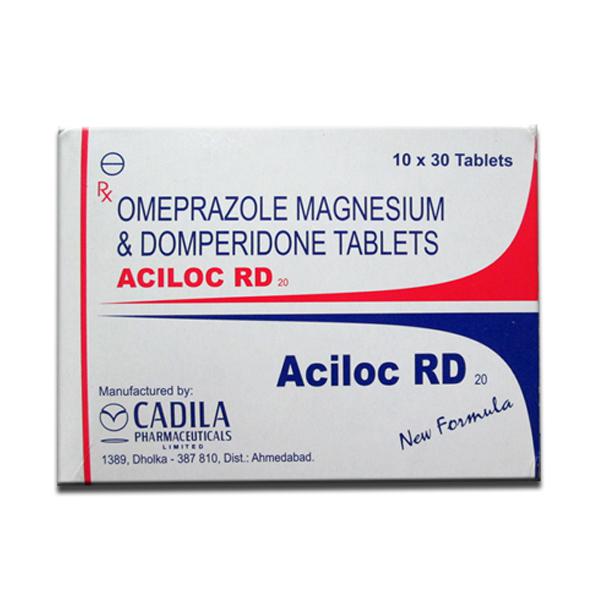 10 x 30 Tablets
Rx
OMEPRAZOLE MAGNESIUM
& DOMPERIDONE TABLETS
ACILOC RD 20
Aciloc RD 20
New Formula
Manufactured by:
CADILA
PHARMACEUTICALS
LIMITED
1389, Dholka - 387 810, Dist.: Ahmedabad.